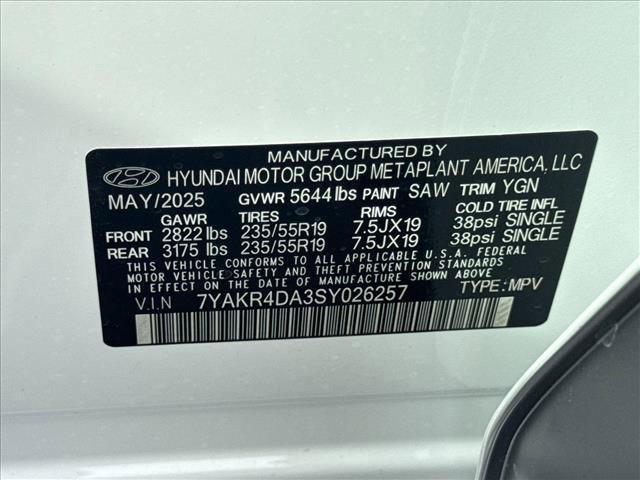 MANUFACTURED BY
HYUNDAI MOTOR GROUP METAPLANT AMERICA, LLC
MAY/2025 GVWR 5644 lbs PAINT SAW TRIM YGN
GAWR TIRES RIMS COLD TIRE INFL
FRONT 2822 lbs 235/55R19 7.5JX19 38psi SINGLE
REAR 3175 lbs 235/55R19 7.5JX19 38psi SINGLE
THIS VEHICLE CONFORMS TO ALL APPLICABLE U.S.A. FEDERAL
MOTOR VEHICLE SAFETY AND THEFT PREVENTION STANDARDS IN
EFFECT ON THE DATE OF MANUFACTURE SHOWN ABOVE.
V.I.N 7YAKR4DA3SY026257 TYPE: MPV